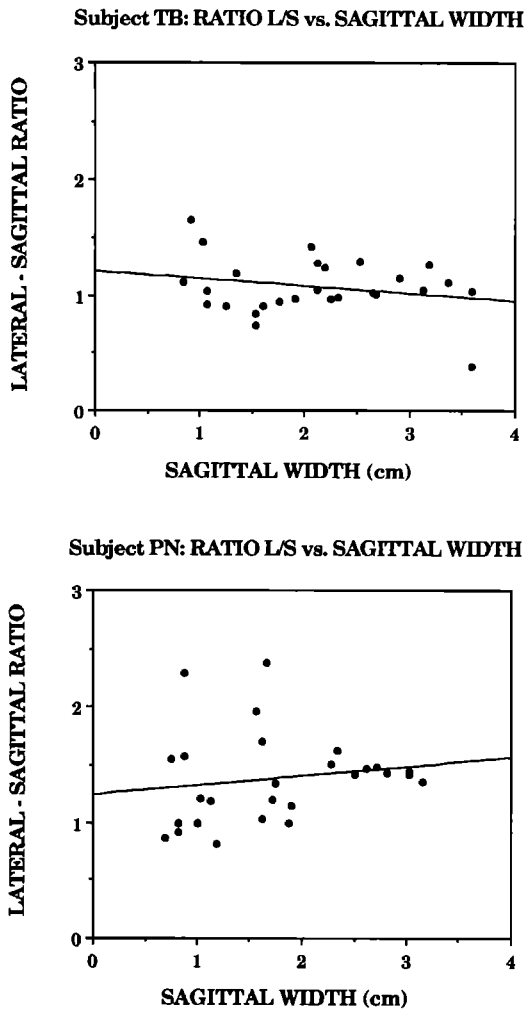 Subject TB: RATIO L/S vs. SAGITTAL WIDTH
LATERAL - SAGITTAL RATIO
3
2
1
0
0 1 2 3 4
SAGITTAL WIDTH (cm)
Subject PN: RATIO L/S vs. SAGITTAL WIDTH
LATERAL - SAGITTAL RATIO
3
2
1
0
0 1 2 3 4
SAGITTAL WIDTH (cm)